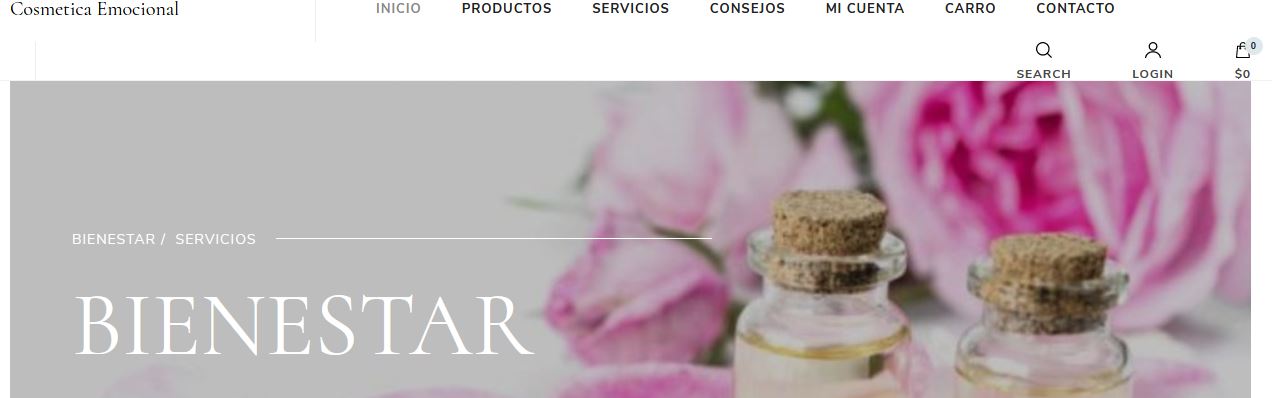 Cosmetica Emocional
INICIO PRODUCTOS SERVICIOS CONSEJOS MI CUENTA CARRO CONTACTO
0
SEARCH LOGIN $0
BIENESTAR / SERVICIOS
BIENESTAR